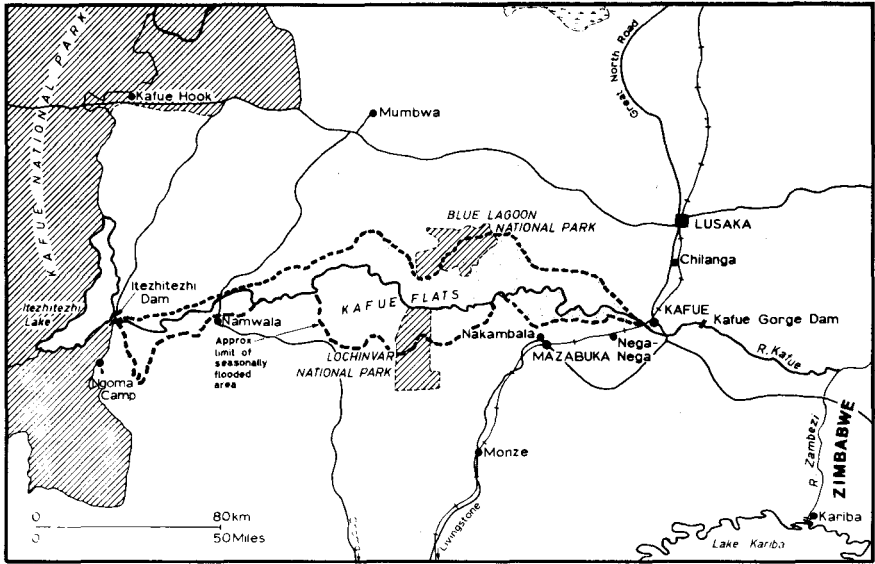 KAFUE NATIONAL PARK
Kafue Hook
Mumbwa
Great North Road
LUSAKA
Chilanga
BLUE LAGOON
NATIONAL PARK
Itezhitezhi
Dam
Itezhitezhi
Lake
KAFUE FLATS
Namwala
KAFUE
Kafue Gorge Dam
Approx
limit of
seasonally
flooded
area
LOCHINVAR
NATIONAL PARK
Nakambala
MAZABUKA
Nega-
Nega
R. Kafue
Ngoma
Camp
Monze
R. Zambezi
ZIMBABWE
Livingstone
Kariba
Lake Kariba
0 80km
0 50Miles